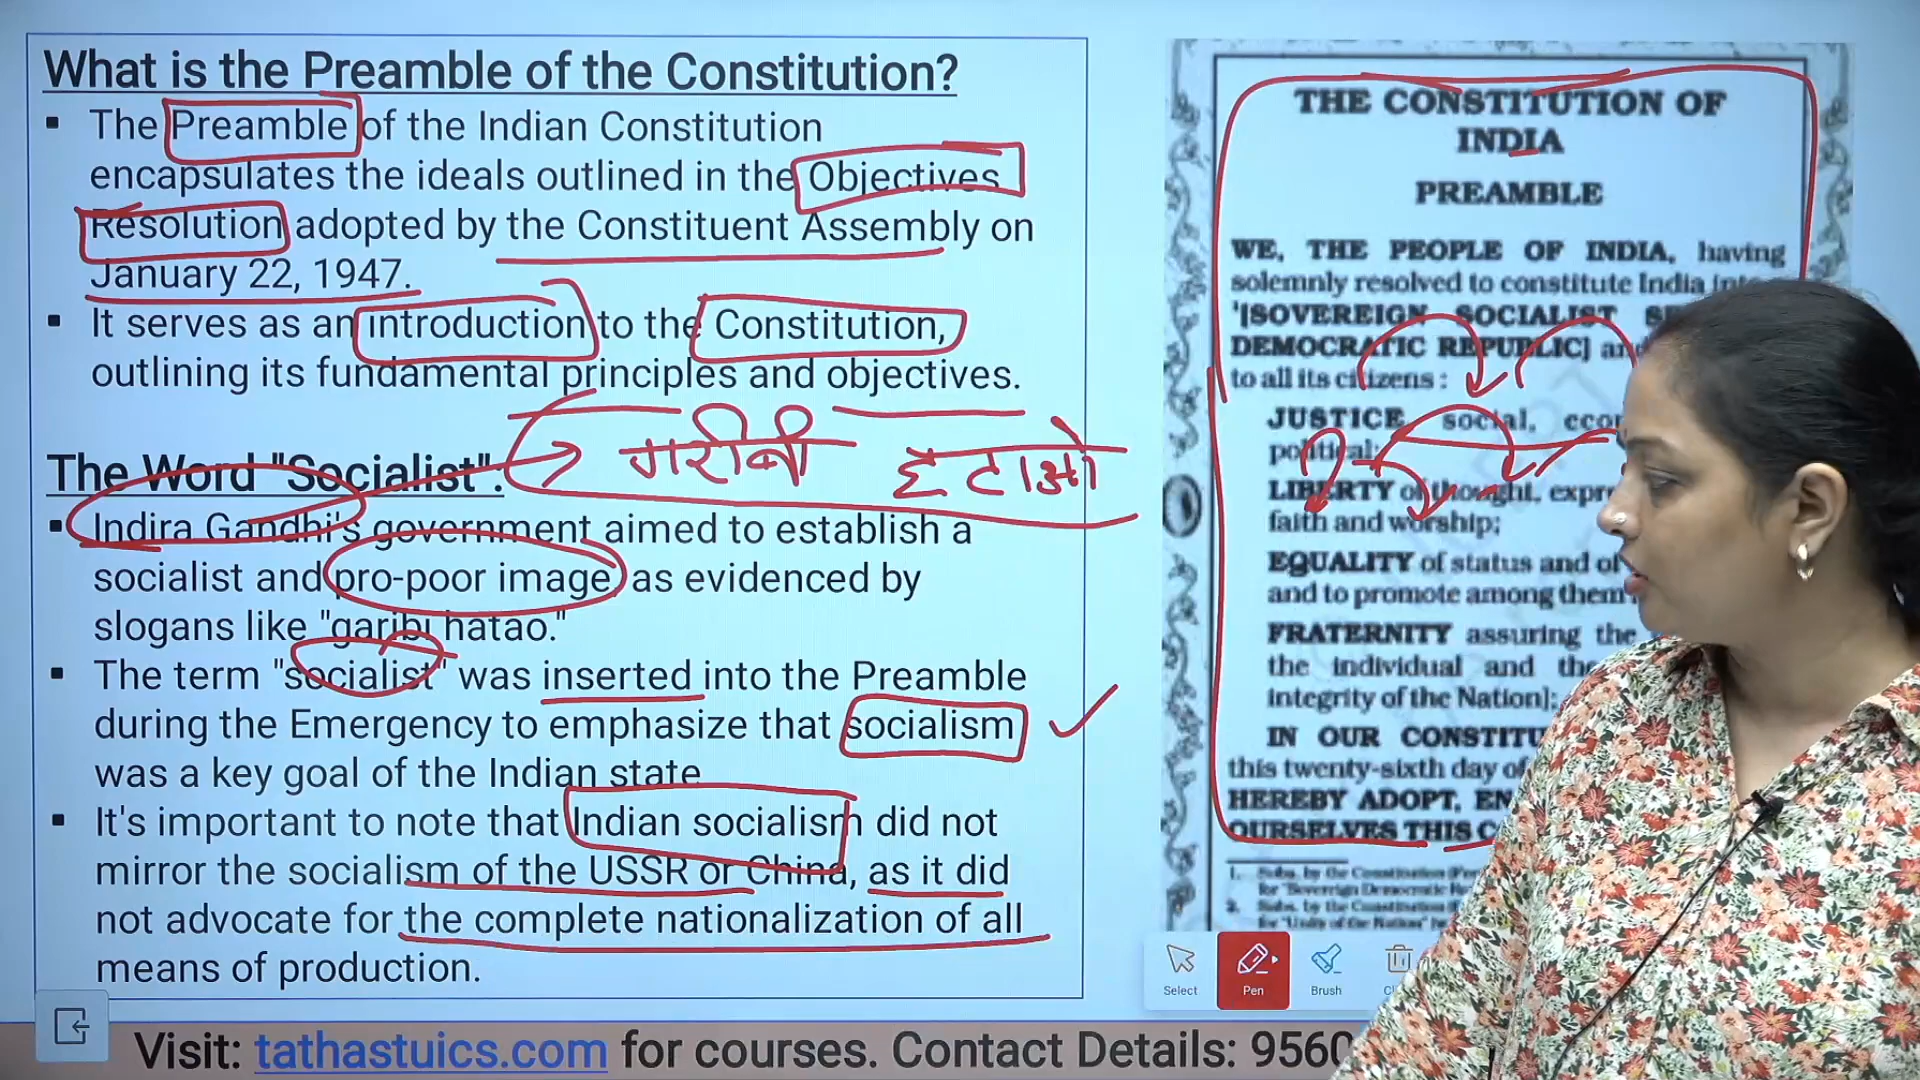 What is the Preamble of the Constitution?
▪ The Preamble of the Indian Constitution
encapsulates the ideals outlined in the Objectives
Resolution adopted by the Constituent Assembly on
January 22, 1947.
▪ It serves as an introduction to the Constitution,
outlining its fundamental principles and objectives.
गरीबी हटाओ
The Word "Socialist":
▪ Indira Gandhi's government aimed to establish a
socialist and pro-poor image, as evidenced by
slogans like "garibi hatao."
▪ The term "socialist" was inserted into the Preamble
during the Emergency to emphasize that socialism
was a key goal of the Indian state
▪ It's important to note that Indian socialism did not
mirror the socialism of the USSR or China, as it did
not advocate for the complete nationalization of all
means of production.
THE CONSTITUTION OF
INDIA
PREAMBLE
WE, THE PEOPLE OF INDIA, having
solemnly resolved to constitute India
[SOVEREIGN SOCIALIST
DEMOCRATIC REPUBLIC] and
to all its citizens :
JUSTICE social,
political;
LIBERTY of thought,
faith and worship;
EQUALITY of status and of
and to promote among them
FRATERNITY assuring the
the individual and the
integrity of the Nation];
IN OUR
this twenty-sixth day of
HEREBY ADOPT,
OURSELVES THIS
Select Pen Brush
Visit: tathastuics.com for courses. Contact Details: 9560